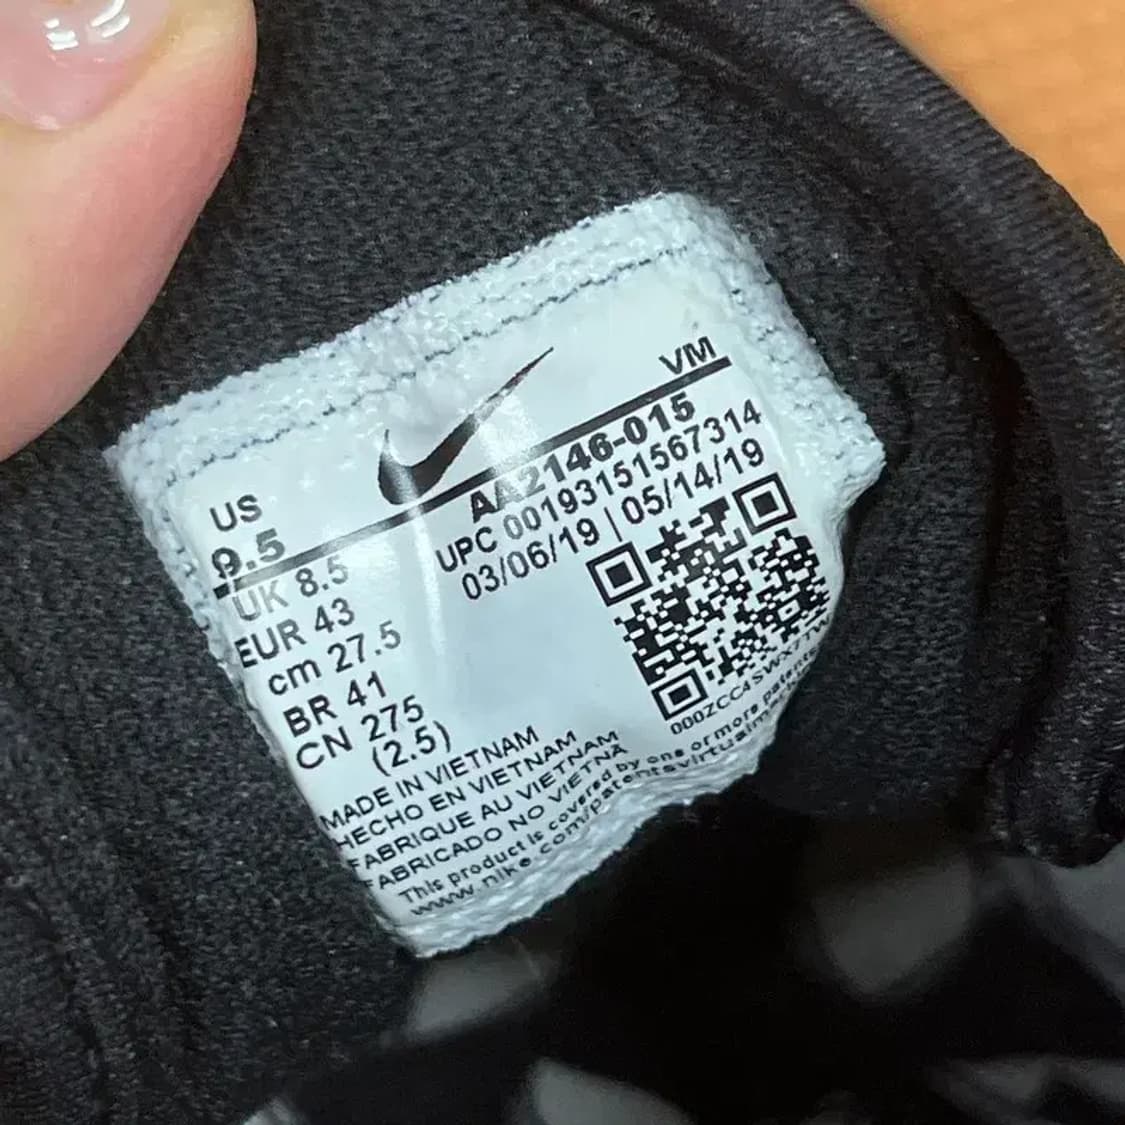 VM
US
9.5
UK 8.5
EUR 43
cm 27.5
BR 41
CN 275
(2.5)
AA2146-015
UPC 00193151567314
03/06/19 | 05/14/19
MADE IN VIETNAM
HECHO EN VIETNAM
FABRIQUE AU VIETNAM
FABRICADO NO VIETNÃ
000ZCC4SWX7TW
This product is covered by one or more patents
www.nike.com/patentsvirtualmar